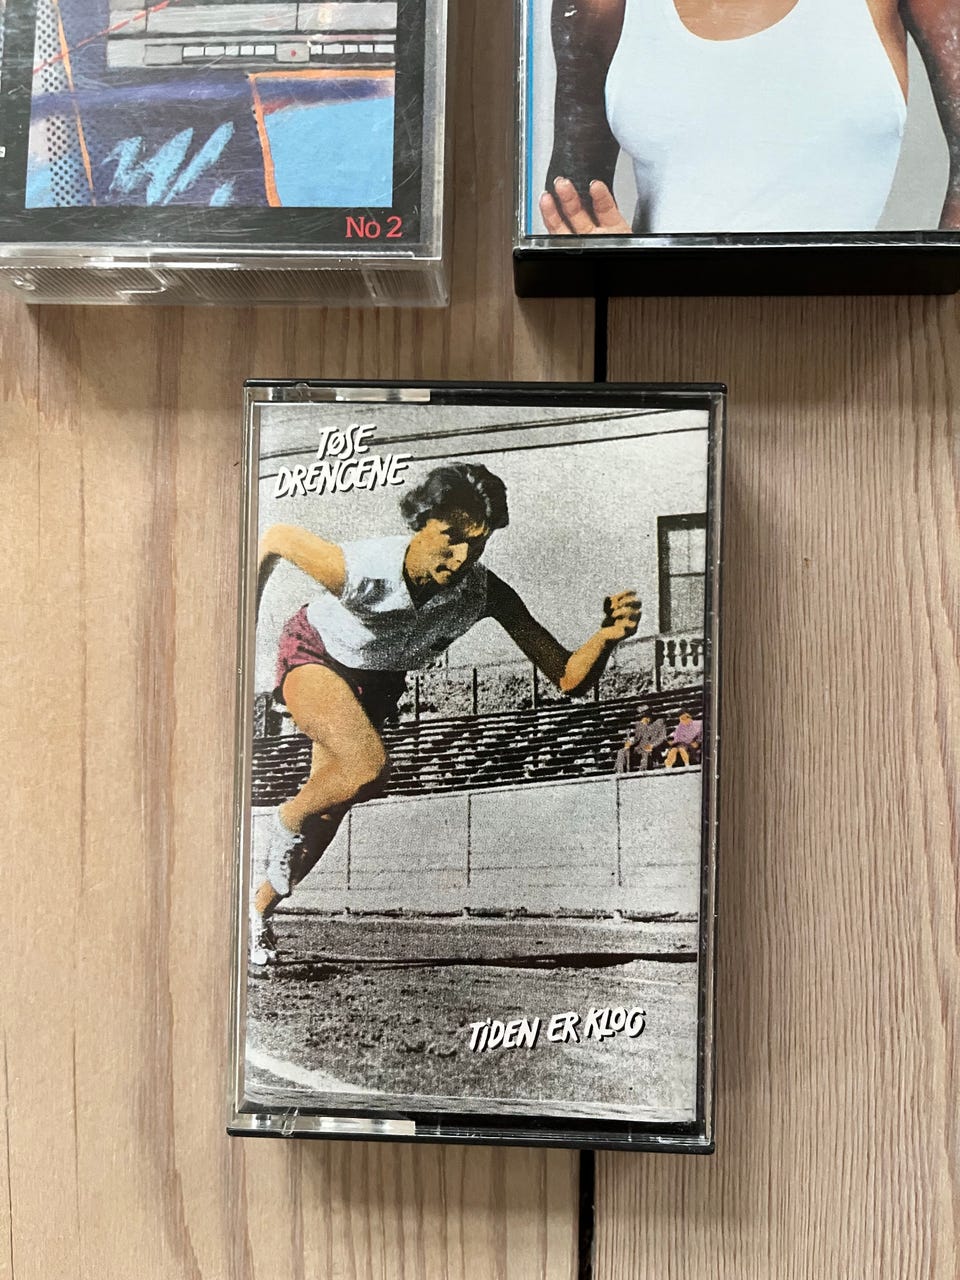 No 2
TØSE
DRENGENE
TIDEN ER KLOG